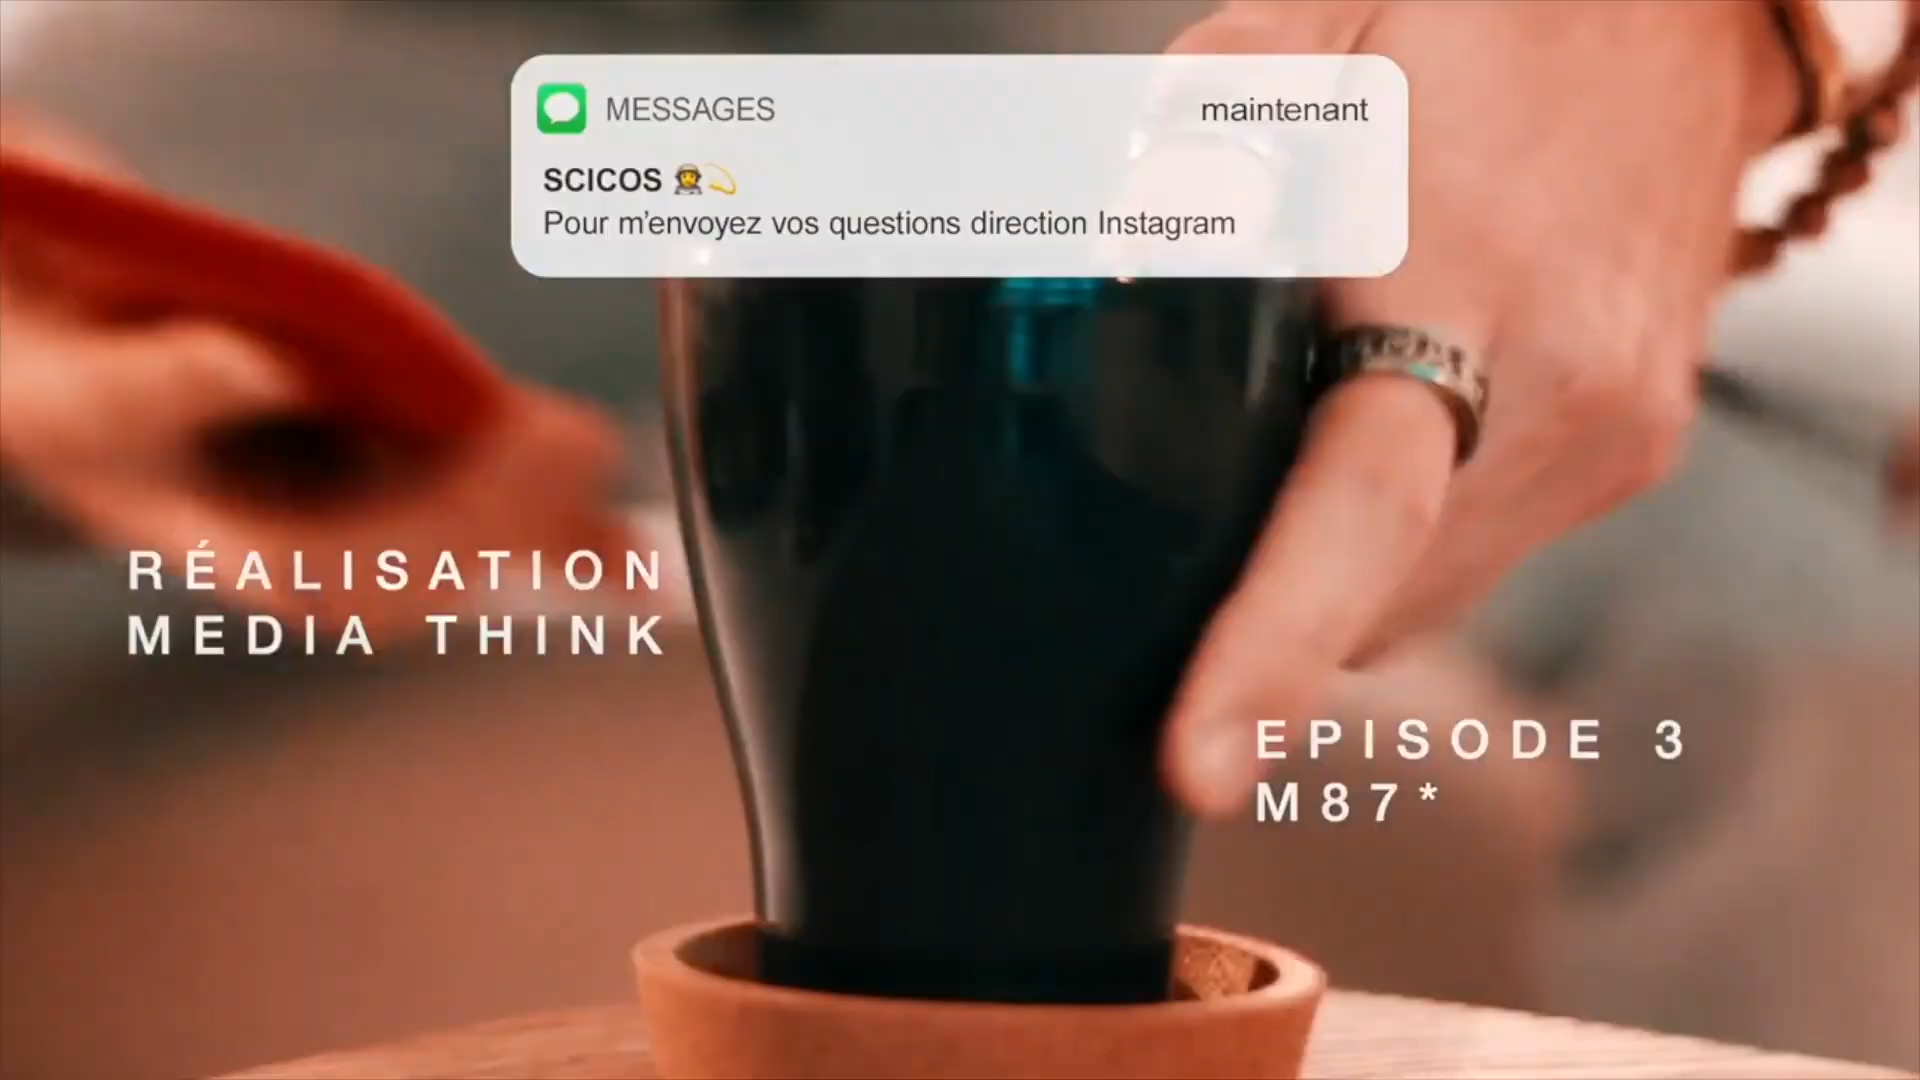 MESSAGES maintenant
SCICOS 👩‍🚀💫
Pour m'envoyez vos questions direction Instagram
RÉALISATION
MEDIA THINK
EPISODE 3
M87*